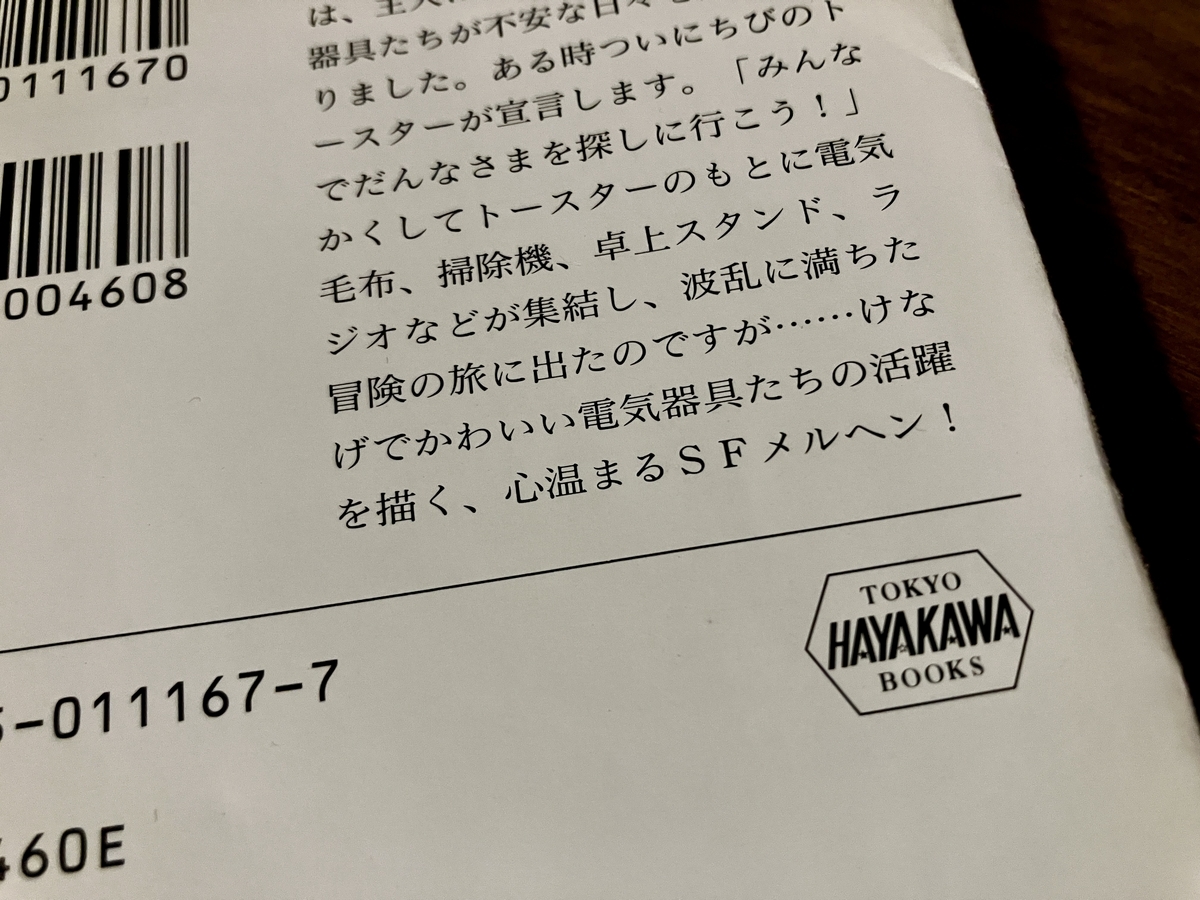 0111670
004608
は、主人
器具たちが不安な日々
りました。ある時ついにちびのト
ースターが宣言します。「みんな
でだんなさまを探しに行こう！」
かくしてトースターのもとに電気
毛布、掃除機、卓上スタンド、ラ
ジオなどが集結し、波乱に満ちた
冒険の旅に出たのですが……けな
げでかわいい電気器具たちの活躍
を描く、心温まるＳＦメルヘン！
-011167-7
460E
TOKYO
HAYAKAWA
BOOKS